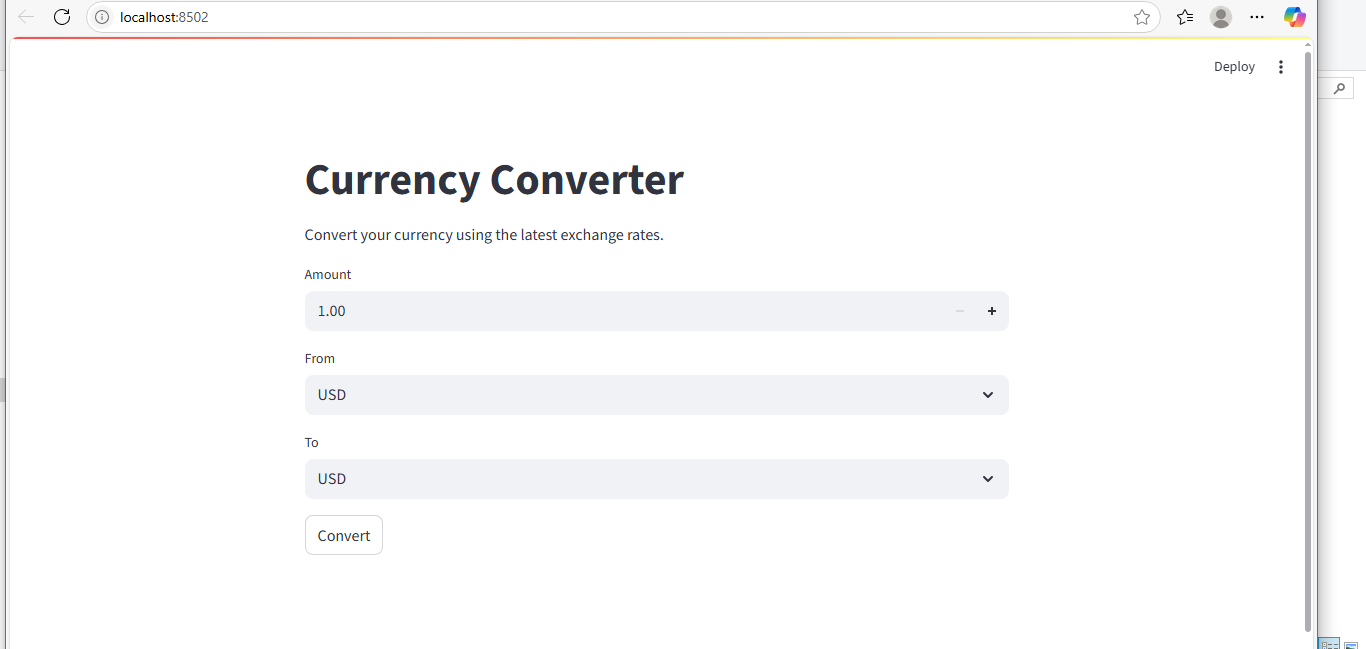 localhost:8502
Deploy
Currency Converter
Convert your currency using the latest exchange rates.
Amount
1.00
From
USD
To
USD
Convert